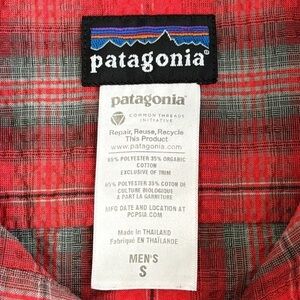 patagonia®
patagonia®
COMMON THREADS
INITIATIVE
Repair, Reuse, Recycle
This Product
www.patagonia.com
65% POLYESTER 35% ORGANIC
COTTON
EXCLUSIVE OF TRIM
65% POLYESTER 35% COTON DE
CULTURE BIOLOGIQUE
À PART LA GARNITURE
MFG DATE AND LOCATION AT
PCPSIA.COM
Made in THAILAND
Fabriqué EN THAÏLANDE
MEN'S
S